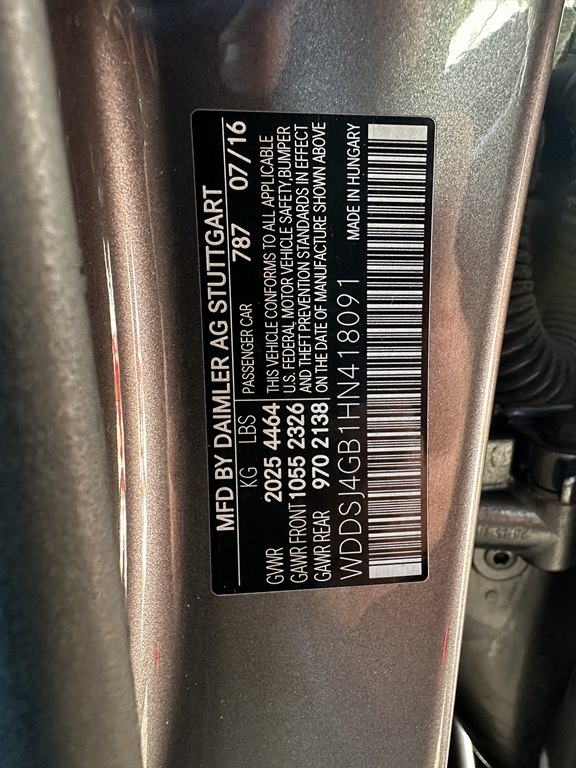 MFD BY DAIMLER AG STUTTGART
KG LBS PASSENGER CAR 787 07/16
GVWR 2025 4464 THIS VEHICLE CONFORMS TO ALL APPLICABLE
GAWR FRONT 1055 2326 U.S. FEDERAL MOTOR VEHICLE SAFETY,BUMPER
GAWR REAR 970 2138 AND THEFT PREVENTION STANDARDS IN EFFECT
ON THE DATE OF MANUFACTURE SHOWN ABOVE
WDDSJ4GB1HN418091 MADE IN HUNGARY